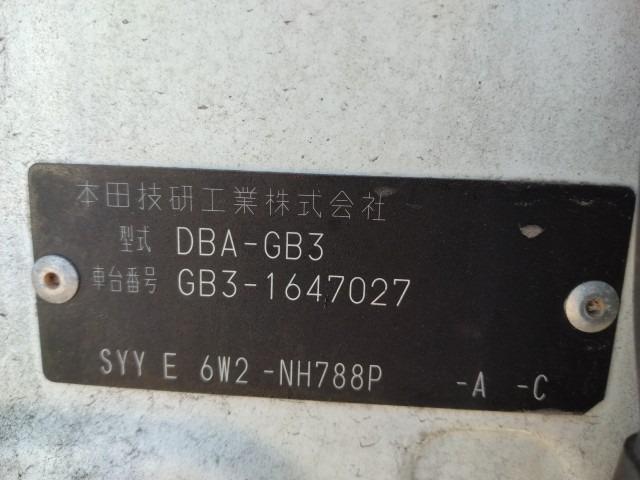 本田技研工業株式会社
型式 DBA-GB3
車台番号 GB3-1647027
SYY E 6W2 -NH788P -A -C